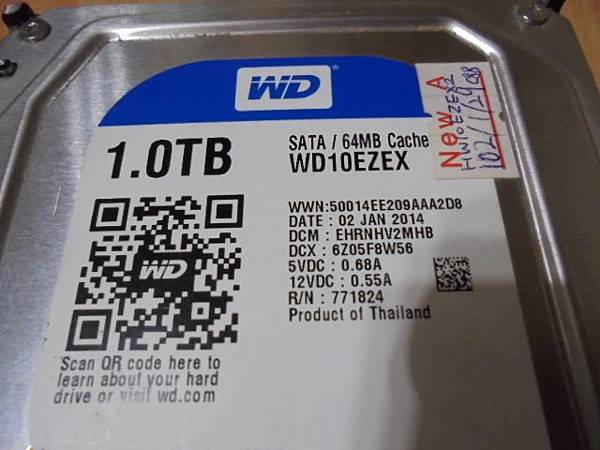 WD
1.0TB
SATA / 64MB Cache
WD10EZEX
WWN:50014EE209AAA2D8
DATE : 02 JAN 2014
DCM : EHRNHV2MHB
DCX : 6Z05F8W56
5VDC : 0.68A
12VDC : 0.55A
R/N : 771824
Product of Thailand
WD
Scan QR code here to
learn about your hard
drive or visit wd.com
New A